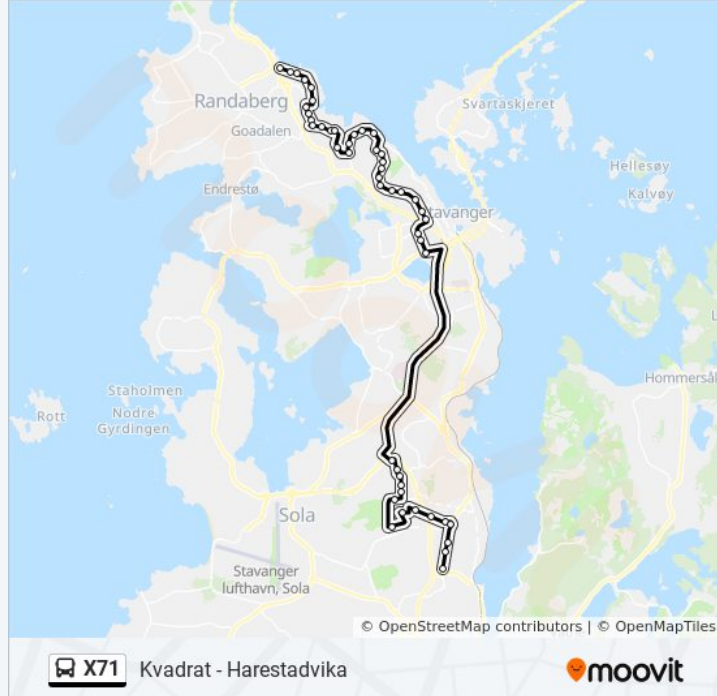 Randaberg
Svartaskjeret
Goadalen
Hellesøy
Kalvøy
Endrestø
Stavanger
Staholmen
Rott
Nodre
Gyrdingen
Hommersål
Sola
Stavanger
lufthavn, Sola
© OpenStreetMap contributors | © OpenMapTiles
X71 Kvadrat - Harestadvika
moovit